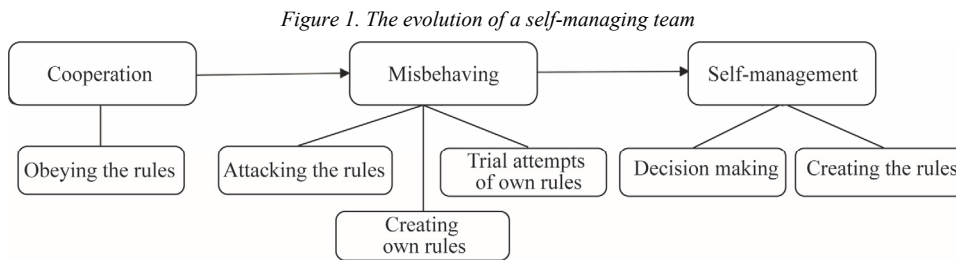 Figure 1. The evolution of a self-managing team
Cooperation
Misbehaving
Self-management
Obeying the rules
Attacking the rules
Trial attempts
of own rules
Decision making
Creating the rules
Creating
own rules